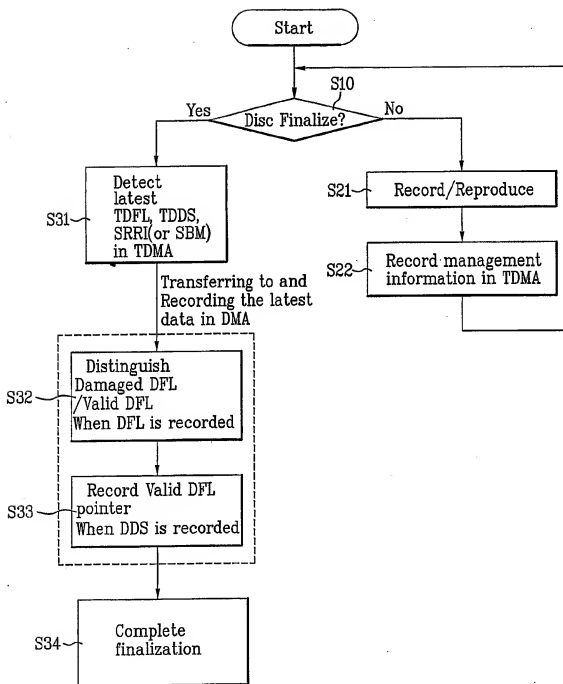 Start
S10
Yes
Disc Finalize?
No
S31
Detect
latest
TDFL, TDDS,
SRRI(or SBM)
in TDMA
S21
Record/Reproduce
S22
Record management
information in TDMA
Transferring to and
Recording the latest
data in DMA
S32
Distinguish
Damaged DFL
/Valid DFL
When DFL is recorded
S33
Record Valid DFL
pointer
When DDS is recorded
S34
Complete
finalization